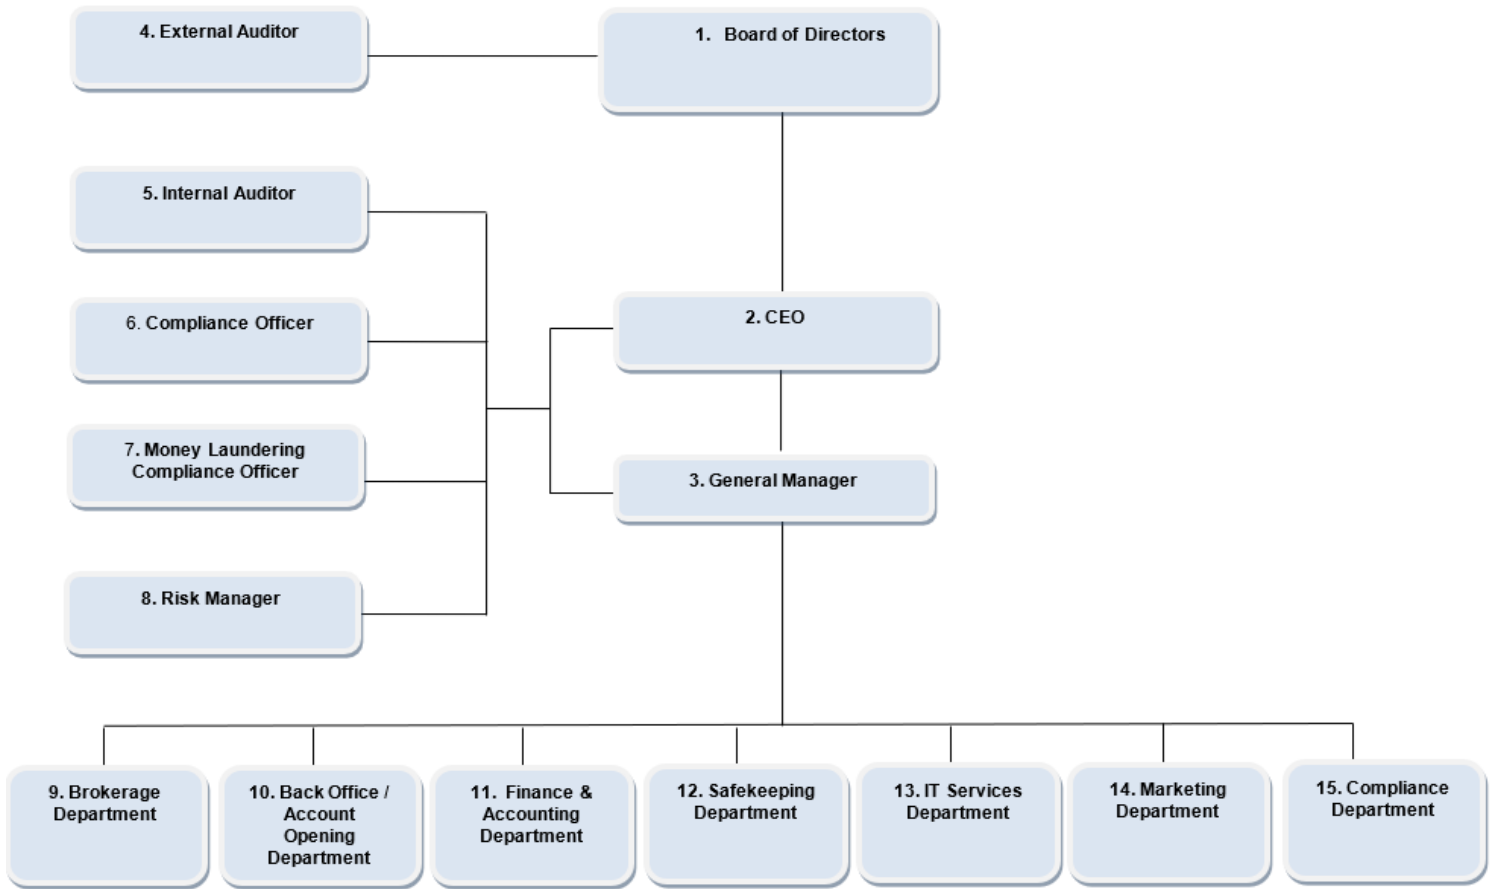 4. External Auditor
1. Board of Directors
5. Internal Auditor
6. Compliance Officer
2. CEO
7. Money Laundering
Compliance Officer
3. General Manager
8. Risk Manager
9. Brokerage
Department
10. Back Office /
Account
Opening
Department
11. Finance &
Accounting
Department
12. Safekeeping
Department
13. IT Services
Department
14. Marketing
Department
15. Compliance
Department